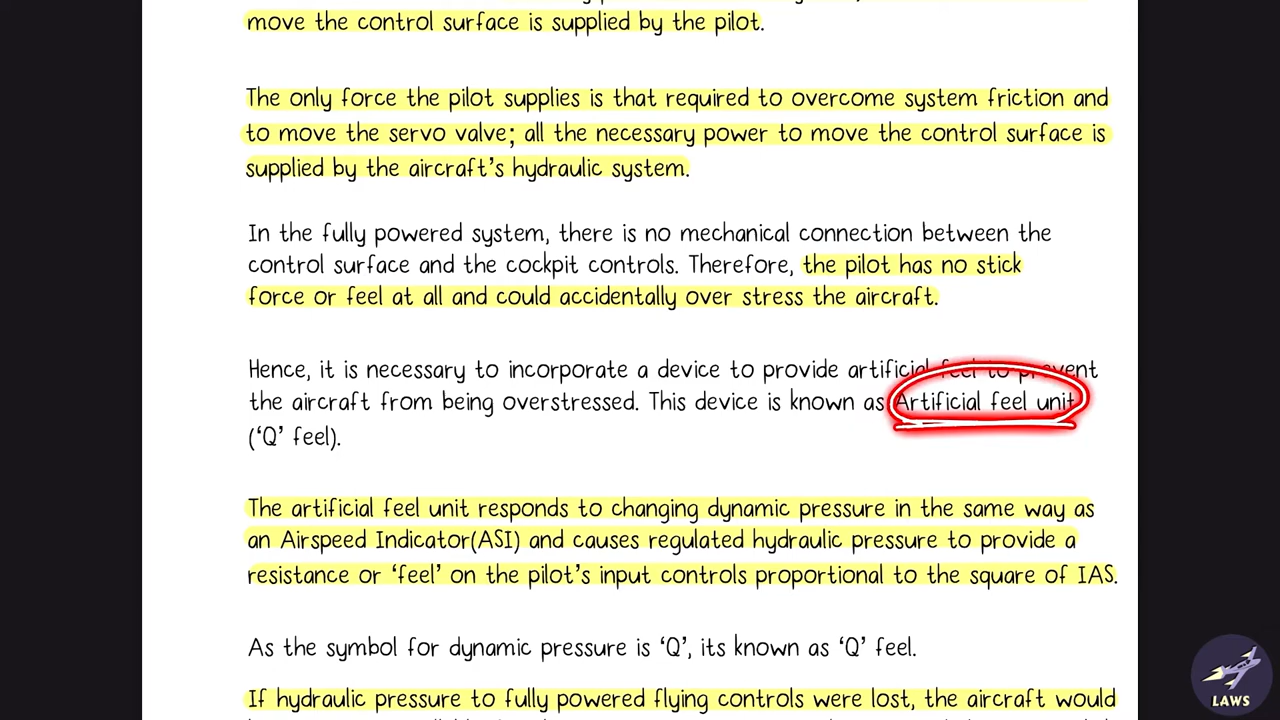 move the control surface is supplied by the pilot.
The only force the pilot supplies is that required to overcome system friction and
to move the servo valve; all the necessary power to move the control surface is
supplied by the aircraft's hydraulic system.
In the fully powered system, there is no mechanical connection between the
control surface and the cockpit controls. Therefore, the pilot has no stick
force or feel at all and could accidentally over stress the aircraft.
Hence, it is necessary to incorporate a device to provide artificial feel to prevent
the aircraft from being overstressed. This device is known as Artificial feel unit
('Q' feel).
The artificial feel unit responds to changing dynamic pressure in the same way as
an Airspeed Indicator(ASI) and causes regulated hydraulic pressure to provide a
resistance or 'feel' on the pilot's input controls proportional to the square of IAS.
As the symbol for dynamic pressure is 'Q', its known as 'Q' feel.
If hydraulic pressure to fully powered flying controls were lost, the aircraft would
LAWS